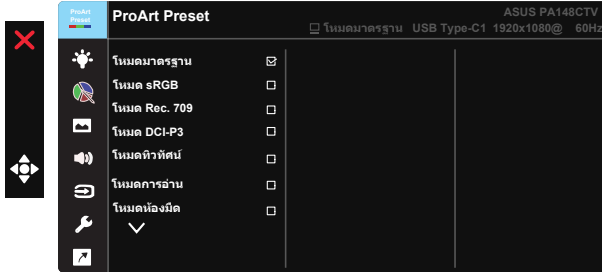 ProArt
Preset
ProArt Preset
ASUS PA148CTV
โหมดมาตรฐาน USB Type-C1 1920x1080@ 60Hz
โหมดมาตรฐาน
โหมด sRGB
โหมด Rec. 709
โหมด DCI-P3
โหมดทิวทัศน์
โหมดการอ่าน
โหมดห้องมืด